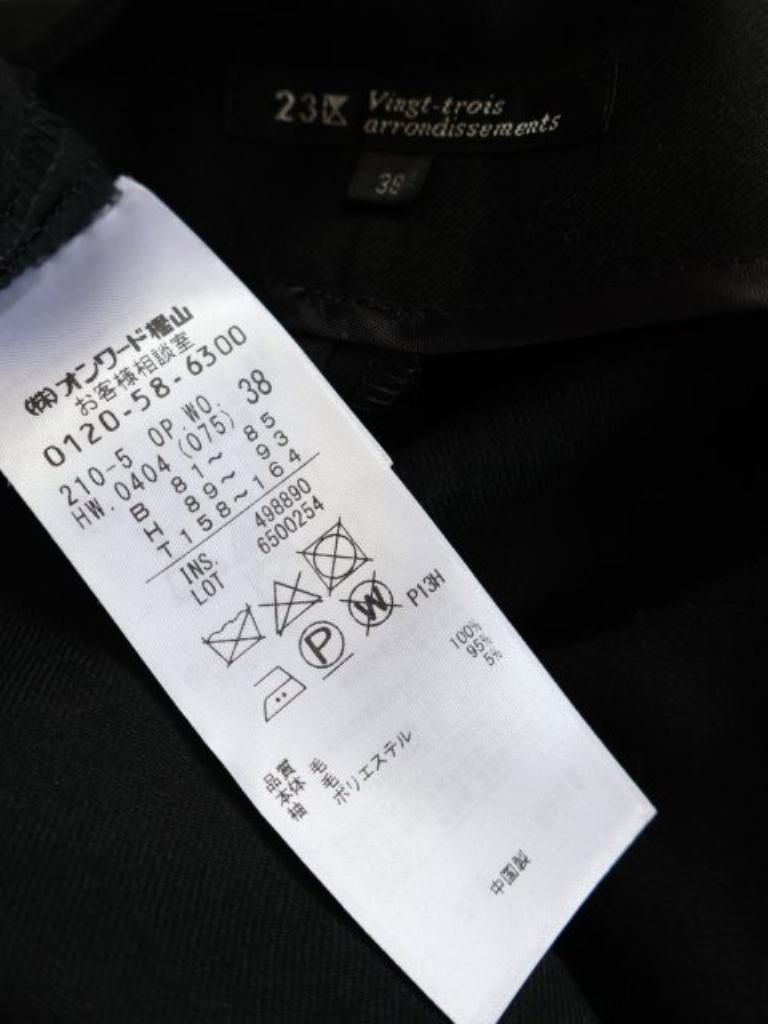 23区 Vingt-trois
arrondissements
38
(株)オンワード樫山
お客様相談室
0120-58-6300
210-5 OP.WO. 38
HW.0404(075)
B 81~ 85
H 89~ 93
T158~164
INS. 498890
LOT 6500254
W P13H
P
品質
本体 毛 100%
袖 毛 95%
ポリエステル 5%
中国製